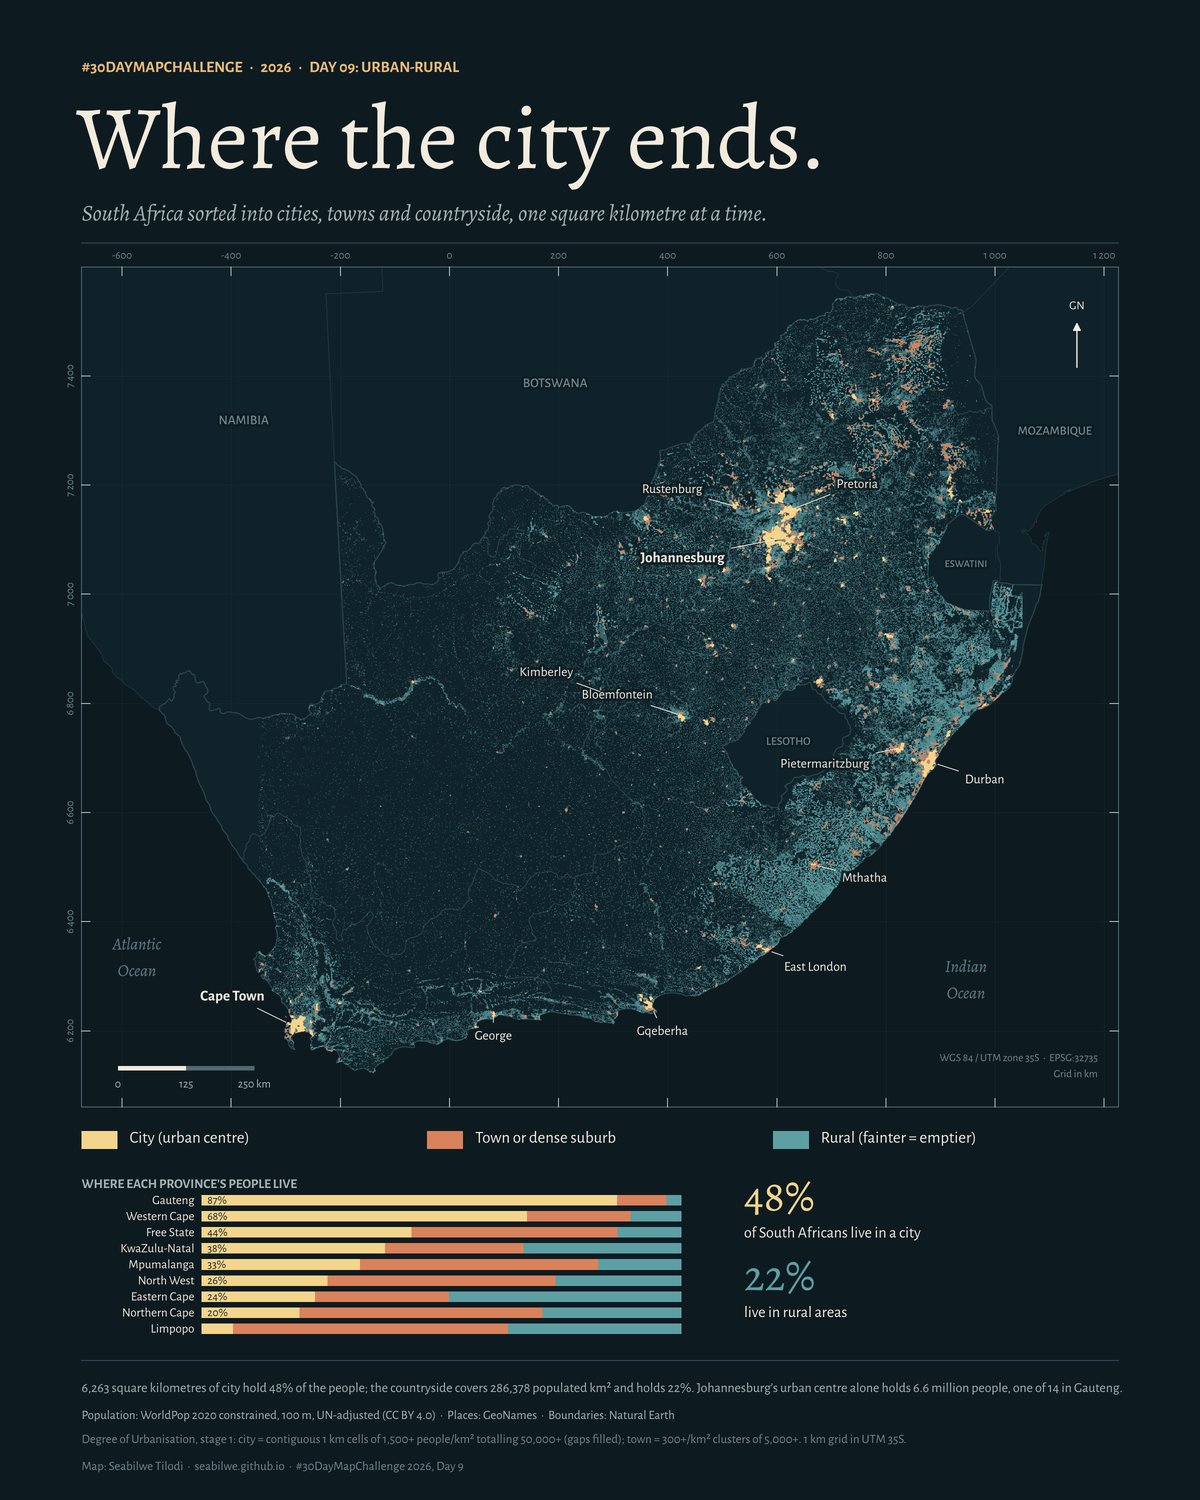 #30DAYMAPCHALLENGE · 2026 · DAY 09: URBAN-RURAL
Where the city ends.
South Africa sorted into cities, towns and countryside, one square kilometre at a time.
-600 -400 -200 0 200 400 600 800 1 000 1 200
GN
7 400
BOTSWANA
NAMIBIA
MOZAMBIQUE
7 200
Rustenburg
Pretoria
Johannesburg
ESWATINI
7 000
Kimberley
Bloemfontein
6 800
LESOTHO
Pietermaritzburg
Durban
6 600
Mthatha
6 400
Atlantic
Ocean
East London
Indian
Ocean
Cape Town
6 200
George
Gqeberha
WGS 84 / UTM zone 35S · EPSG:32735
Grid in km
0 125 250 km
City (urban centre)
Town or dense suburb
Rural (fainter = emptier)
WHERE EACH PROVINCE'S PEOPLE LIVE
Gauteng 87%
Western Cape 68%
Free State 44%
KwaZulu-Natal 38%
Mpumalanga 33%
North West 26%
Eastern Cape 24%
Northern Cape 20%
Limpopo
48%
of South Africans live in a city
22%
live in rural areas
6,263 square kilometres of city hold 48% of the people; the countryside covers 286,378 populated km² and holds 22%. Johannesburg's urban centre alone holds 6.6 million people, one of 14 in Gauteng.
Population: WorldPop 2020 constrained, 100 m, UN-adjusted (CC BY 4.0) · Places: GeoNames · Boundaries: Natural Earth
Degree of Urbanisation, stage 1: city = contiguous 1 km cells of 1,500+ people/km² totalling 50,000+ (gaps filled); town = 300+/km² clusters of 5,000+. 1 km grid in UTM 35S.
Map: Seabilwe Tilodi · seabilwe.github.io · #30DayMapChallenge 2026, Day 9